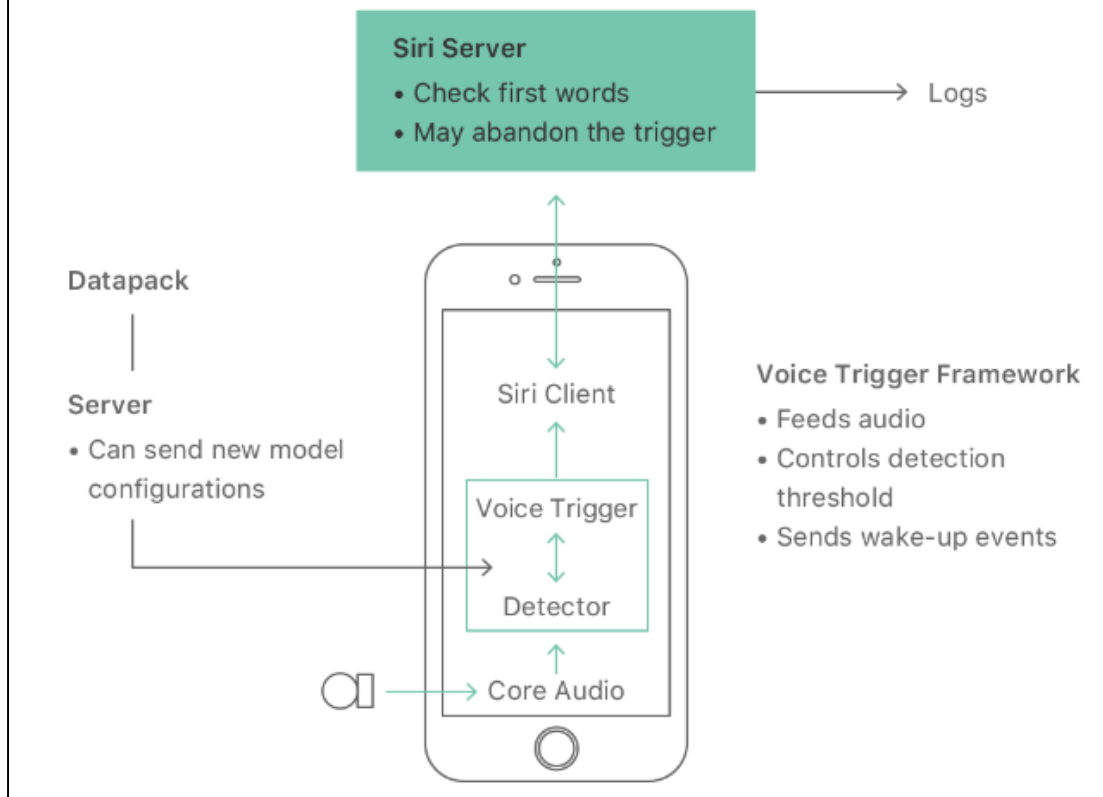 Siri Server
• Check first words
• May abandon the trigger
Logs
Datapack
Server
• Can send new model
configurations
Siri Client
Voice Trigger
Detector
Core Audio
Voice Trigger Framework
• Feeds audio
• Controls detection
threshold
• Sends wake-up events